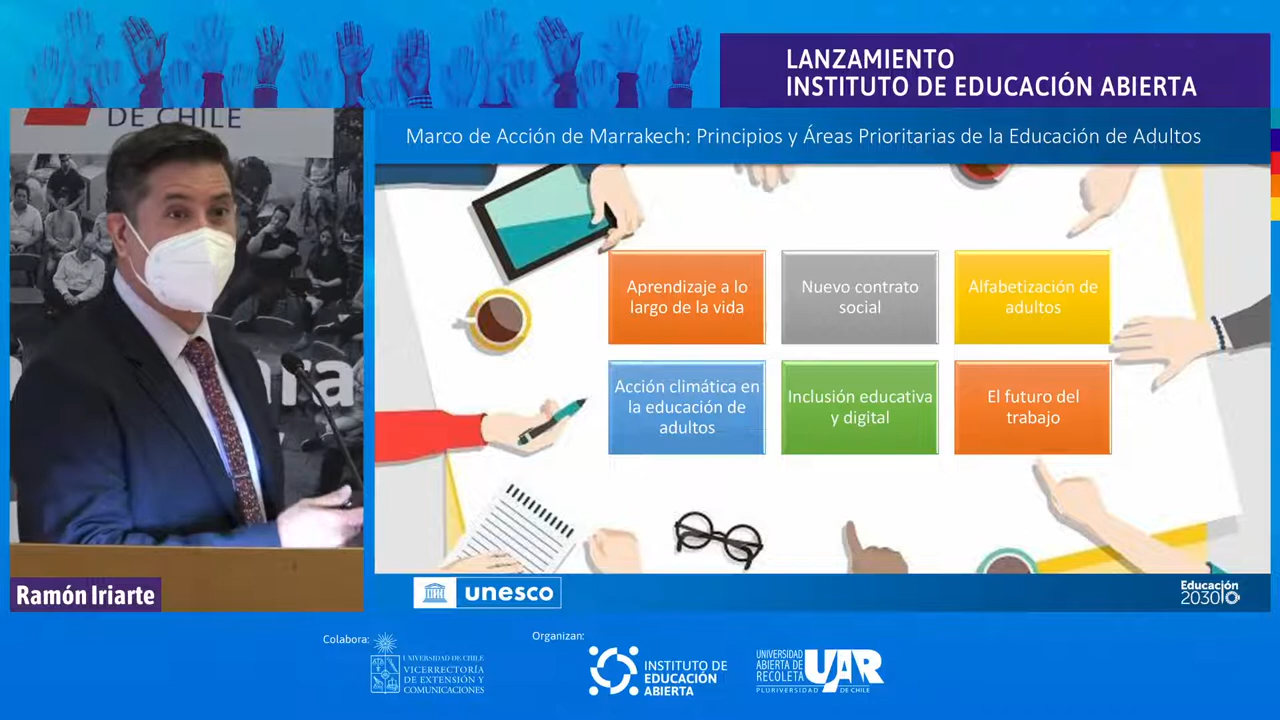 LANZAMIENTO
INSTITUTO DE EDUCACIÓN ABIERTA
DE CHILE
Marco de Acción de Marrakech: Principios y Áreas Prioritarias de la Educación de Adultos
Aprendizaje a lo
largo de la vida
Nuevo contrato
social
Alfabetización de
adultos
Acción climática en
la educación de
adultos
Inclusión educativa
y digital
El futuro del
trabajo
Ramón Iriarte
unesco
Educación
2030
Colabora:
UNIVERSIDAD DE CHILE
VICERRECTORÍA
DE EXTENSIÓN Y
COMUNICACIONES
Organizan:
INSTITUTO DE
EDUCACIÓN
ABIERTA
UNIVERSIDAD
ABIERTA DE
RECOLETA
UAR
PLURIVERSIDAD DE CHILE